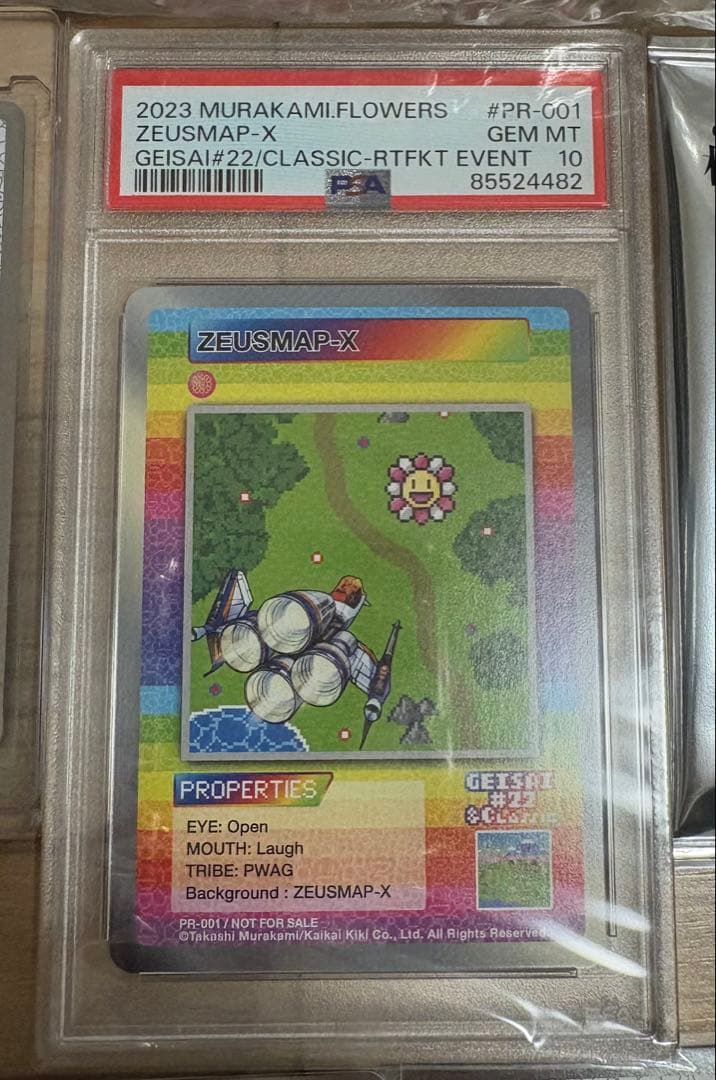 2023 MURAKAMI.FLOWERS #PR-001
ZEUSMAP-X GEM MT
GEISAI#22/CLASSIC-RTFKT EVENT 10
PSA 85524482
ZEUSMAP-X
PROPERTIES
EYE: Open
MOUTH: Laugh
TRIBE: PWAG
Background : ZEUSMAP-X
GEISAI
#22
&CLASSIC
PR-001 / NOT FOR SALE
©Takashi Murakami/Kaikai Kiki Co., Ltd. All Rights Reserved.